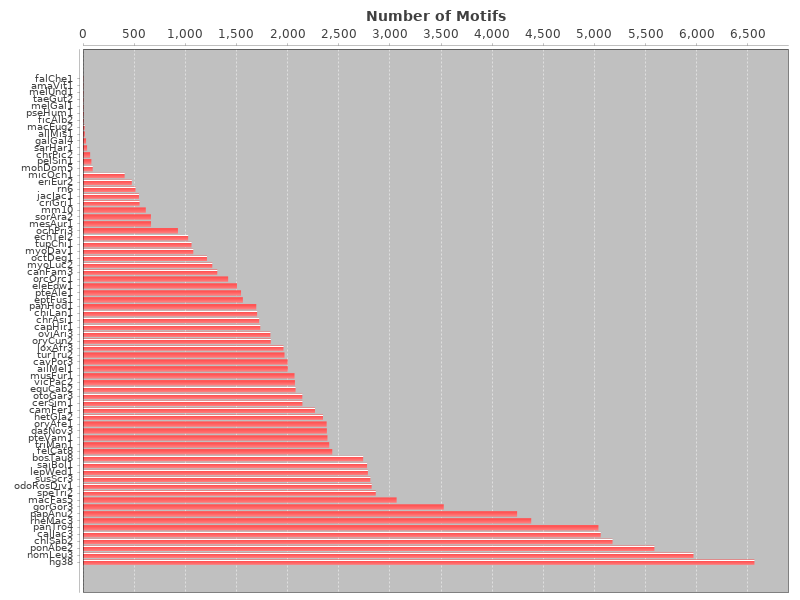 Number of Motifs
0 500 1,000 1,500 2,000 2,500 3,000 3,500 4,000 4,500 5,000 5,500 6,000 6,500
falChe1
amaVit1
melUnd1
taeGut2
melGal1
pseHum1
ficAlb2
macEug2
allMis1
galGal4
sarHar1
chrPic2
pelSin1
monDom5
micOch1
eriEur2
rn6
jacJac1
criGri1
mm10
sorAra2
mesAur1
ochPri3
echTel2
tupChi1
myoDav1
octDeg1
myoLuc2
canFam3
orcOrc1
eleEdw1
pteAle1
eptFus1
panHod1
chiLan1
chrAsi1
capHir1
oviAri3
oryCun2
loxAfr3
turTru2
cavPor3
ailMel1
musFur1
vicPac2
equCab2
otoGar3
cerSim1
camFer1
hetGla2
oryAfe1
dasNov3
pteVam1
triMan1
felCat8
bosTau8
saiBol1
lepWed1
susScr3
odoRosDiv1
speTri2
macFas5
gorGor3
papAnu2
rheMac3
panTro4
calJac3
chlSab2
ponAbe2
nomLeu3
hg38